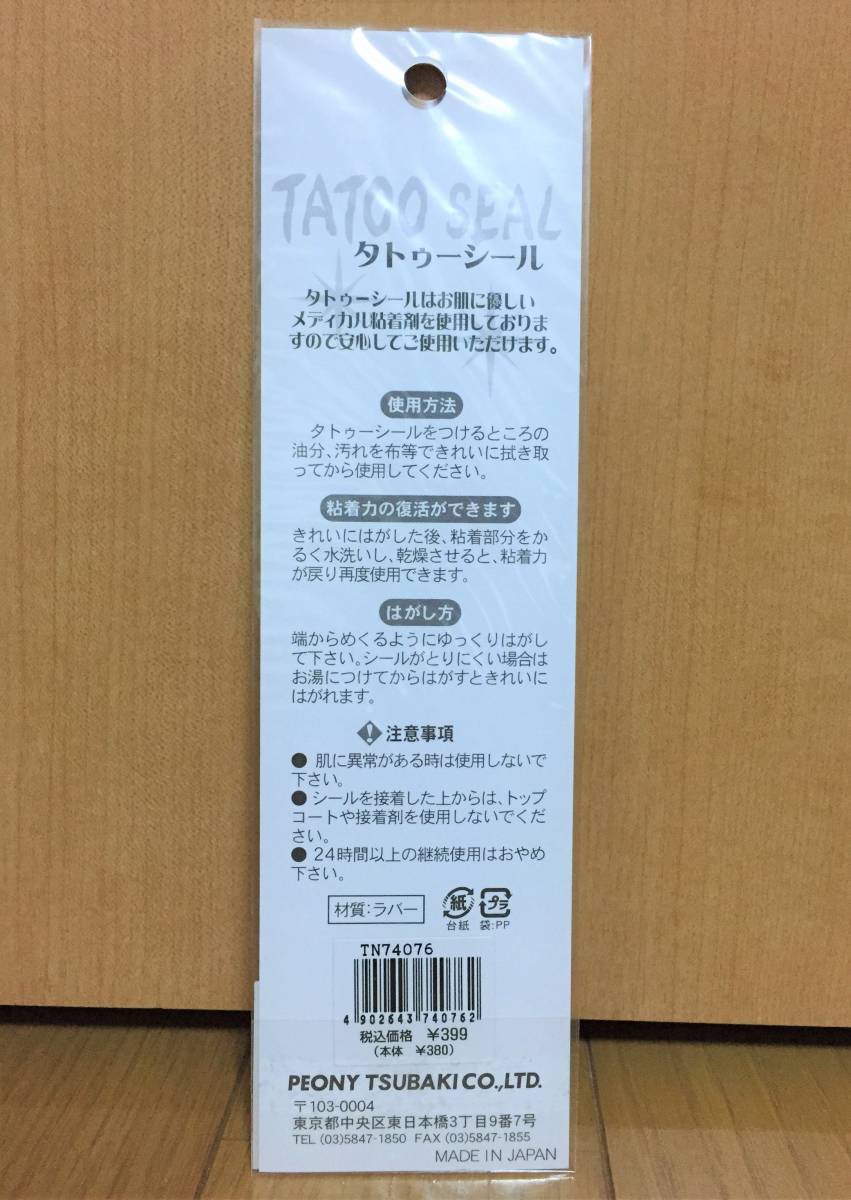 TATOO SEAL
タトゥーシール
タトゥーシールはお肌に優しい
メディカル粘着剤を使用しておりま
すので安心してご使用いただけます。
使用方法
タトゥーシールをつけるところの
油分、汚れを布等できれいに拭き取
ってから使用してください。
粘着力の復活ができます
きれいにはがした後、粘着部分をか
るく水洗いし、乾燥させると、粘着力
が戻り再度使用できます。
はがし方
端からめくるようにゆっくりはがし
て下さい。シールがとりにくい場合は
お湯につけてからはがすときれいに
はがれます。
注意事項
● 肌に異常がある時は使用しないで
下さい。
● シールを接着した上からは、トップ
コートや接着剤を使用しないでくだ
さい。
● 24時間以上の継続使用はおやめ
下さい。
材質:ラバー
紙 プラ
台紙 袋:PP
TN74076
4 902643 740762
税込価格 ¥399
(本体 ¥380)
PEONY TSUBAKI CO.,LTD.
〒103-0004
東京都中央区東日本橋3丁目9番7号
TEL (03)5847-1850 FAX (03)5847-1855
MADE IN JAPAN